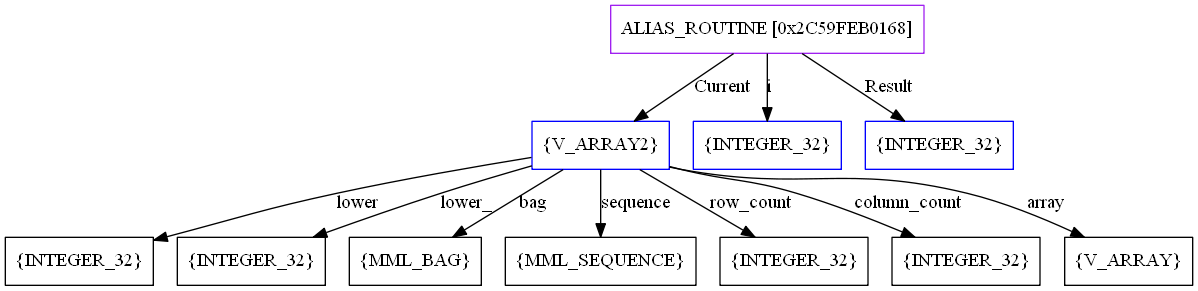 ALIAS_ROUTINE [0x2C59FEB0168]
Current
i
Result
{V_ARRAY2}
{INTEGER_32}
{INTEGER_32}
lower
lower_
bag
sequence
row_count
column_count
array
{INTEGER_32}
{INTEGER_32}
{MML_BAG}
{MML_SEQUENCE}
{INTEGER_32}
{INTEGER_32}
{V_ARRAY}